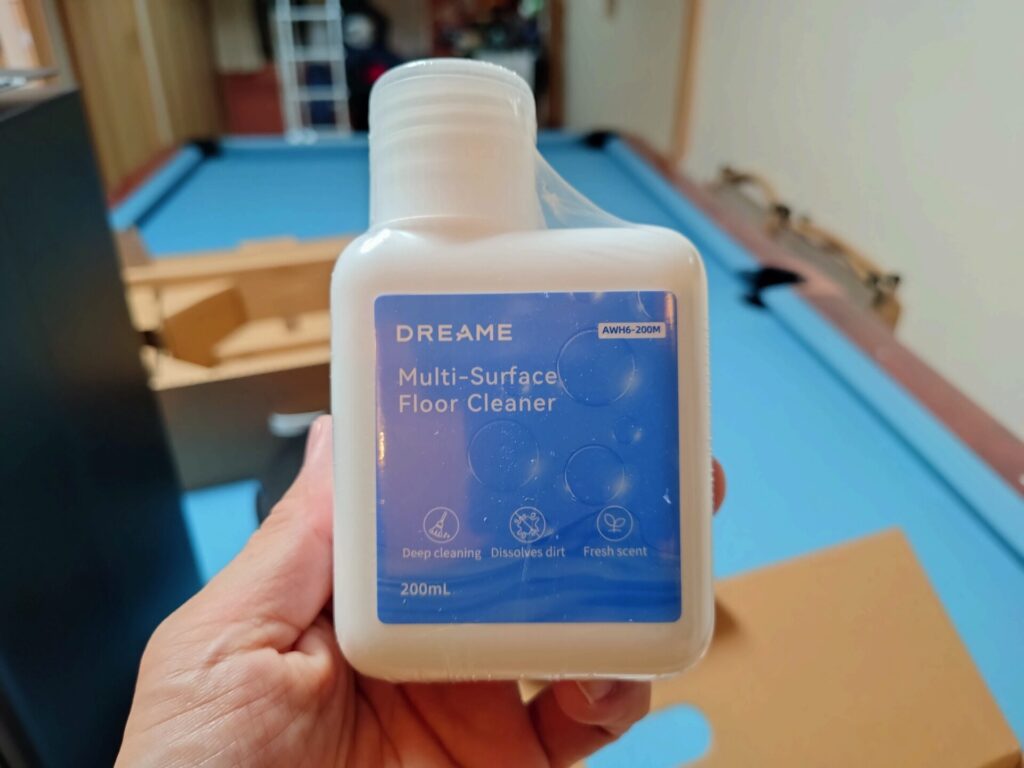 DREAME
AWH6-200M
Multi-Surface
Floor Cleaner
Deep cleaning
Dissolves dirt
Fresh scent
200mL